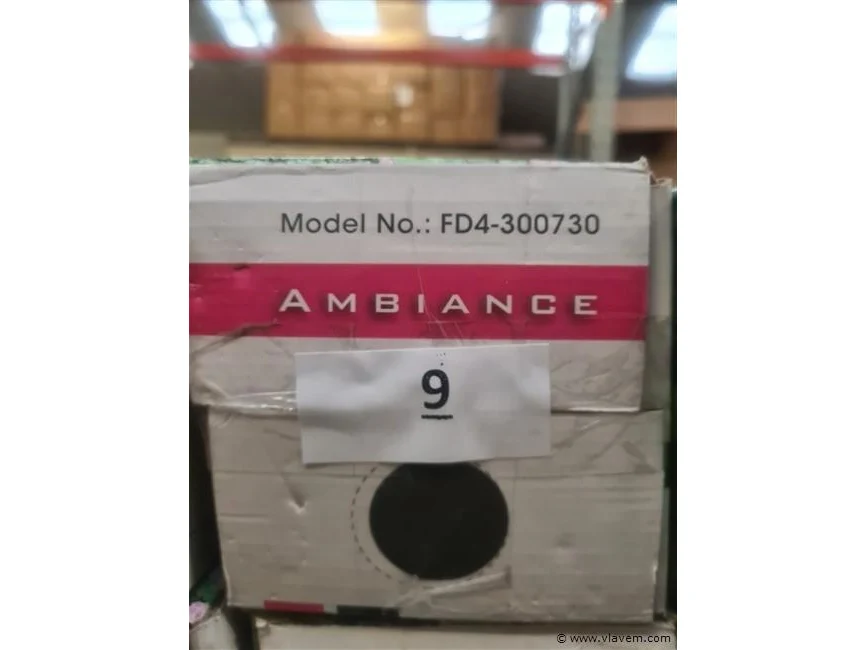 Model No.: FD4-300730
AMBIANCE
9
© www.vlavem.com